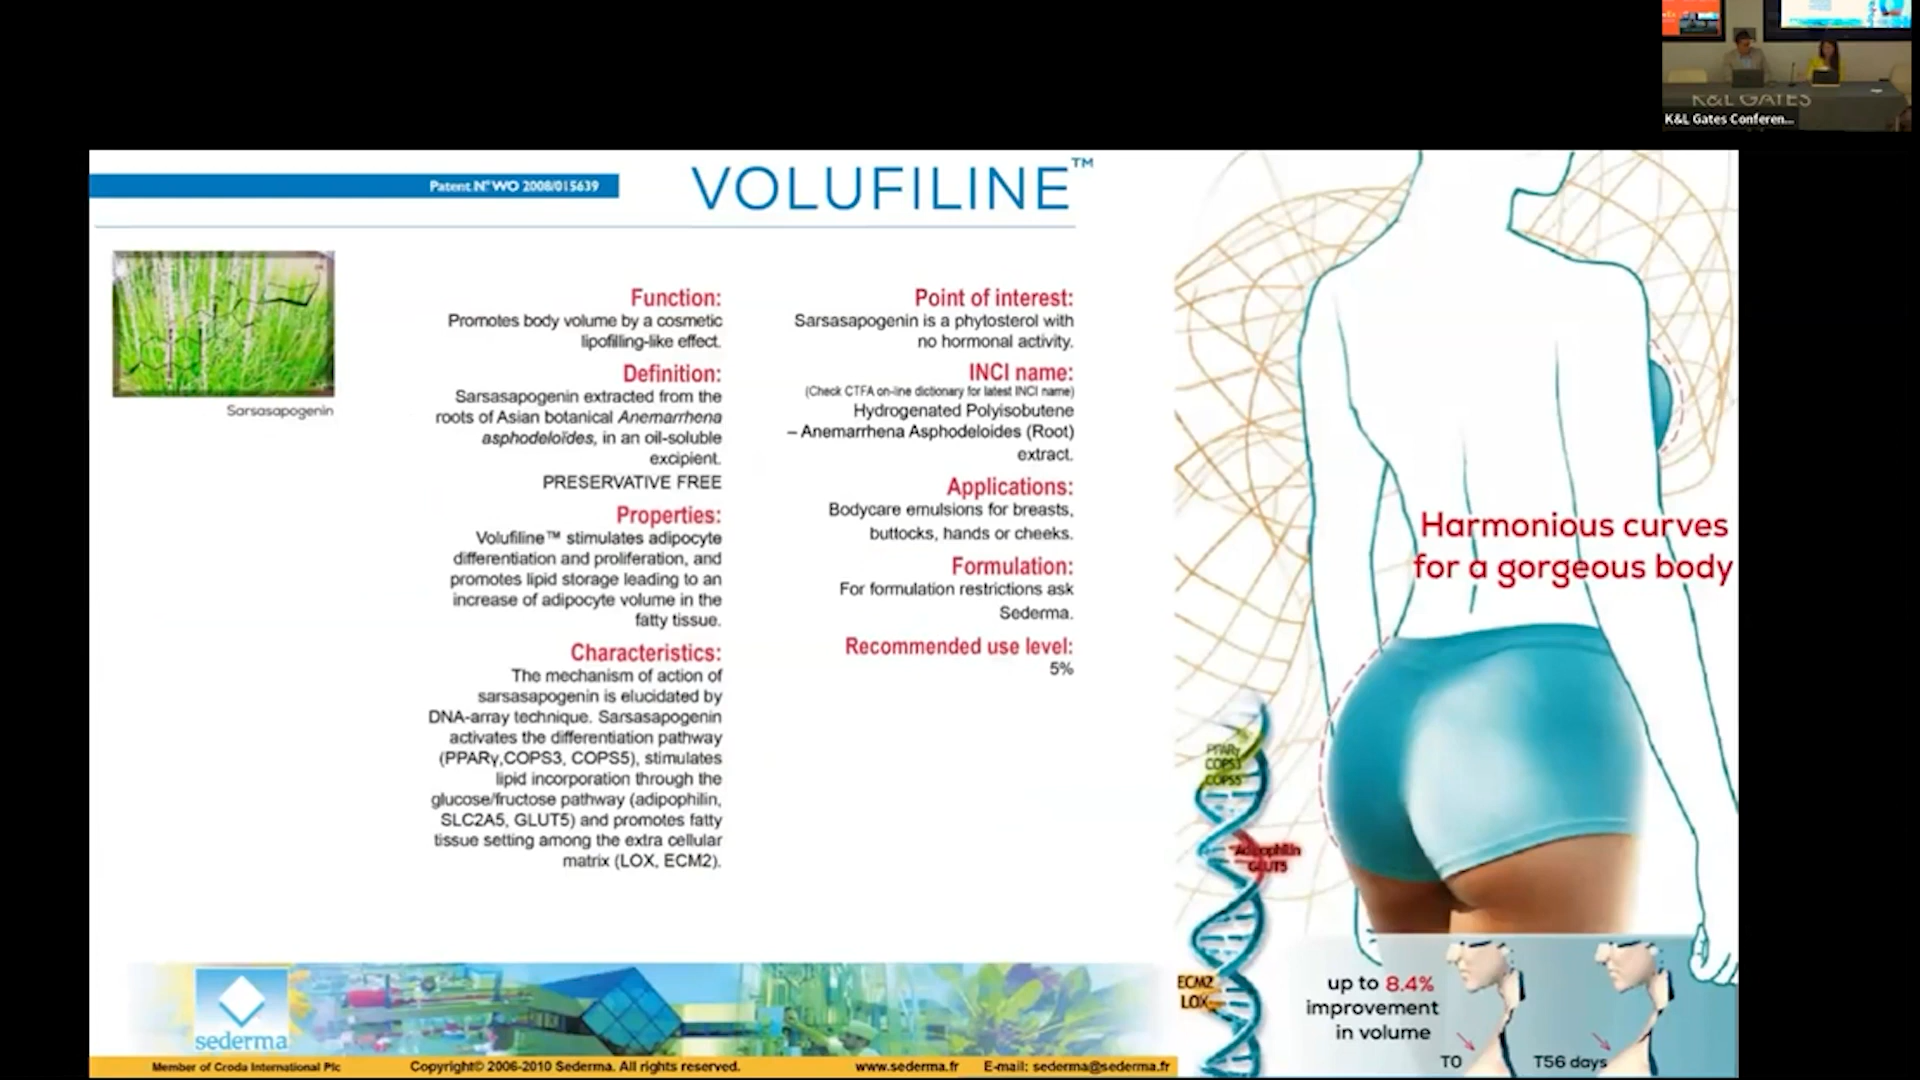 K&L GATES
K&L Gates Conferen...
Patent N° WO 2008/015639
VOLUFILINE™
Sarsasapogenin
Function:
Promotes body volume by a cosmetic
lipofilling-like effect.
Definition:
Sarsasapogenin extracted from the
roots of Asian botanical Anemarrhena
asphodeloïdes, in an oil-soluble
excipient.
PRESERVATIVE FREE
Properties:
Volufiline™ stimulates adipocyte
differentiation and proliferation, and
promotes lipid storage leading to an
increase of adipocyte volume in the
fatty tissue.
Characteristics:
The mechanism of action of
sarsasapogenin is elucidated by
DNA-array technique. Sarsasapogenin
activates the differentiation pathway
(PPARγ,COPS3, COPS5), stimulates
lipid incorporation through the
glucose/fructose pathway (adipophilin,
SLC2A5, GLUT5) and promotes fatty
tissue setting among the extra cellular
matrix (LOX, ECM2).
Point of interest:
Sarsasapogenin is a phytosterol with
no hormonal activity.
INCI name:
(Check CTFA on-line dictionary for latest INCI name)
Hydrogenated Polyisobutene
– Anemarrhena Asphodeloides (Root)
extract.
Applications:
Bodycare emulsions for breasts,
buttocks, hands or cheeks.
Formulation:
For formulation restrictions ask
Sederma.
Recommended use level:
5%
Harmonious curves
for a gorgeous body
PPARγ
COPS3
COPS5
Adipophilin
GLUT5
ECM2
LOX
up to 8.4%
improvement
in volume
T0
T56 days
sederma
Member of Croda International Plc
Copyright© 2006-2010 Sederma. All rights reserved.
www.sederma.fr
E-mail: sederma@sederma.fr